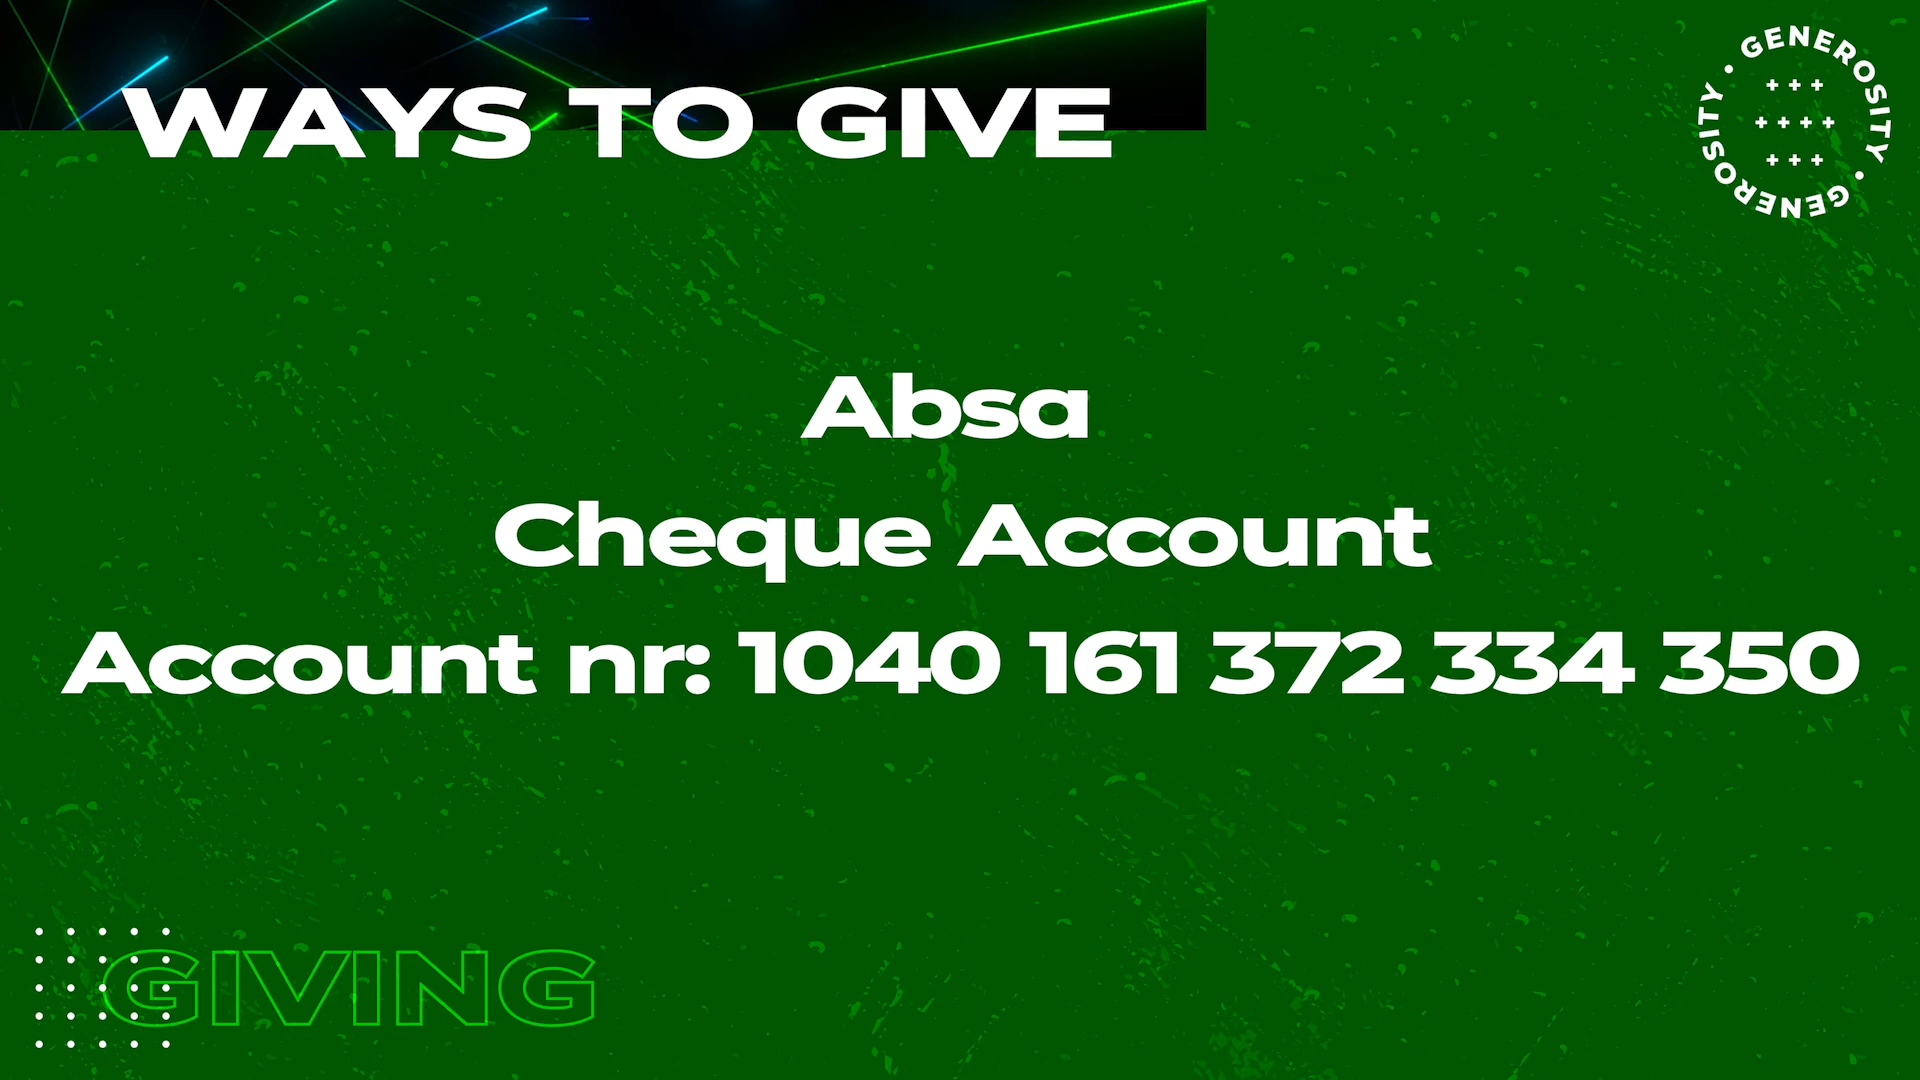 WAYS TO GIVE
GENEROSITY • GENEROSITY •
Absa
Cheque Account
Account nr: 1040 161 372 334 350
GIVING